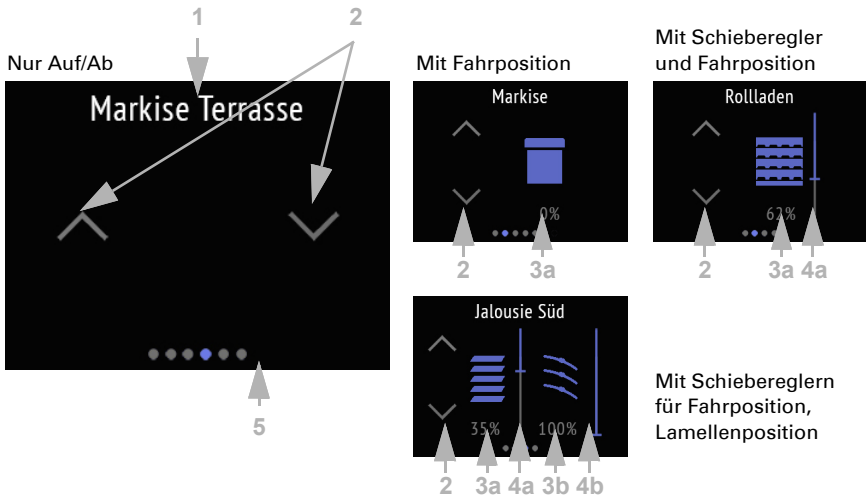 1
2
Nur Auf/Ab
Markise Terrasse
5
Mit Fahrposition
Markise
0%
2
3a
Mit Schieberegler
und Fahrposition
Rollladen
62%
2
3a
4a
Jalousie Süd
35%
100%
2
3a
4a
3b
4b
Mit Schiebereglern
für Fahrposition,
Lamellenposition